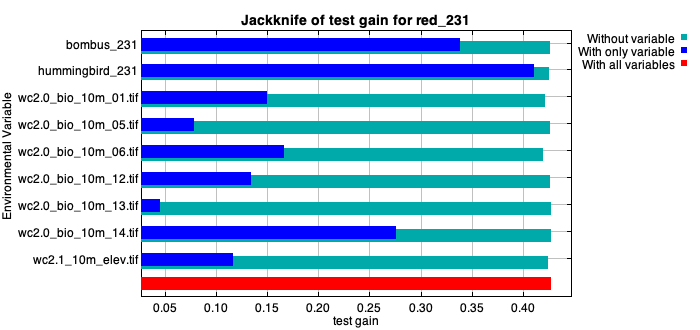 Jackknife of test gain for red_231
Without variable
With only variable
With all variables
Environmental Variable
bombus_231
hummingbird_231
wc2.0_bio_10m_01.tif
wc2.0_bio_10m_05.tif
wc2.0_bio_10m_06.tif
wc2.0_bio_10m_12.tif
wc2.0_bio_10m_13.tif
wc2.0_bio_10m_14.tif
wc2.1_10m_elev.tif
0.05 0.10 0.15 0.20 0.25 0.30 0.35 0.40
test gain